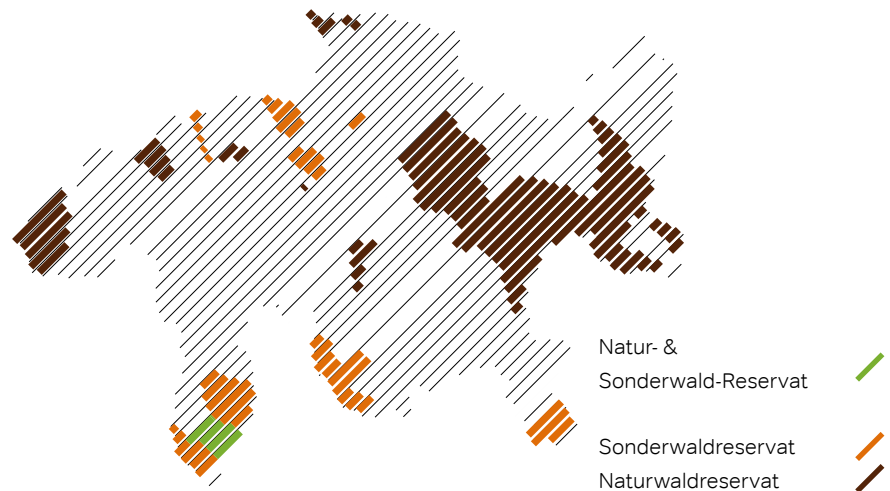 Natur- &
Sonderwald-Reservat
Sonderwaldreservat
Naturwaldreservat